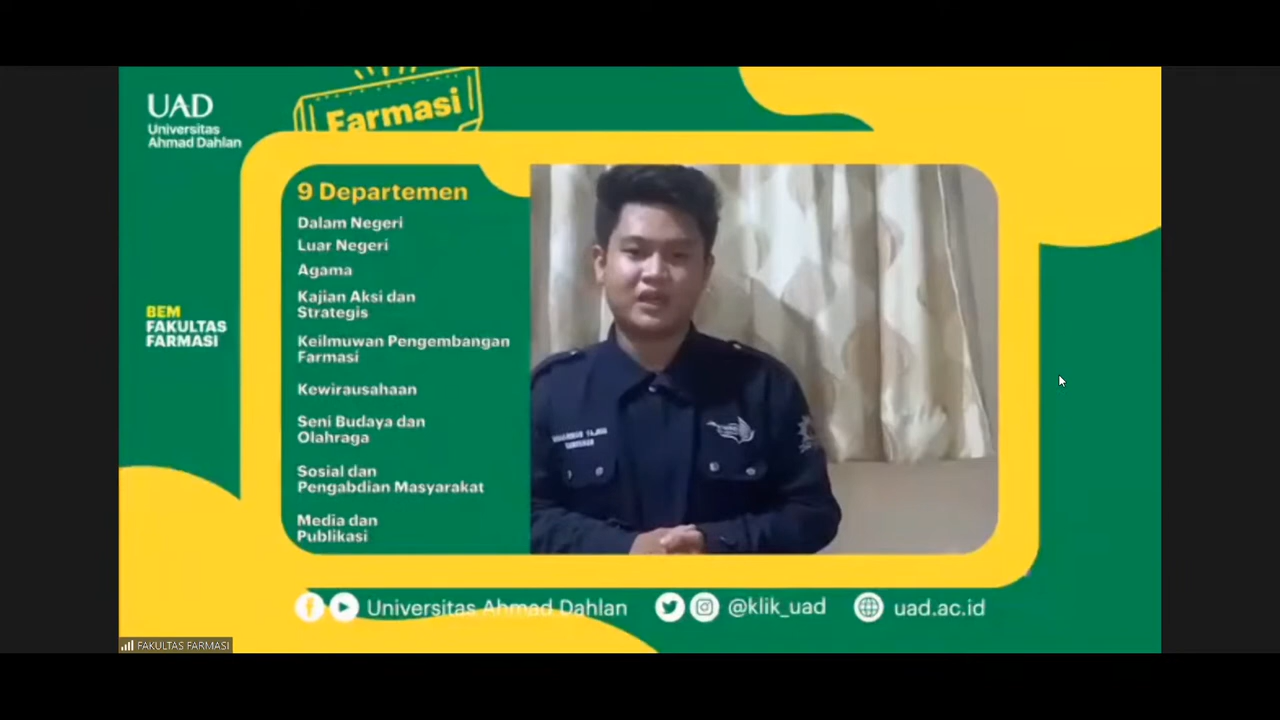 UAD
Universitas
Ahmad Dahlan
Farmasi
9 Departemen
Dalam Negeri
Luar Negeri
Agama
Kajian Aksi dan
Strategis
Keilmuwan Pengembangan
Farmasi
Kewirausahaan
Seni Budaya dan
Olahraga
Sosial dan
Pengabdian Masyarakat
Media dan
Publikasi
BEM
FAKULTAS
FARMASI
Universitas Ahmad Dahlan
@klik_uad
uad.ac.id
FAKULTAS FARMASI